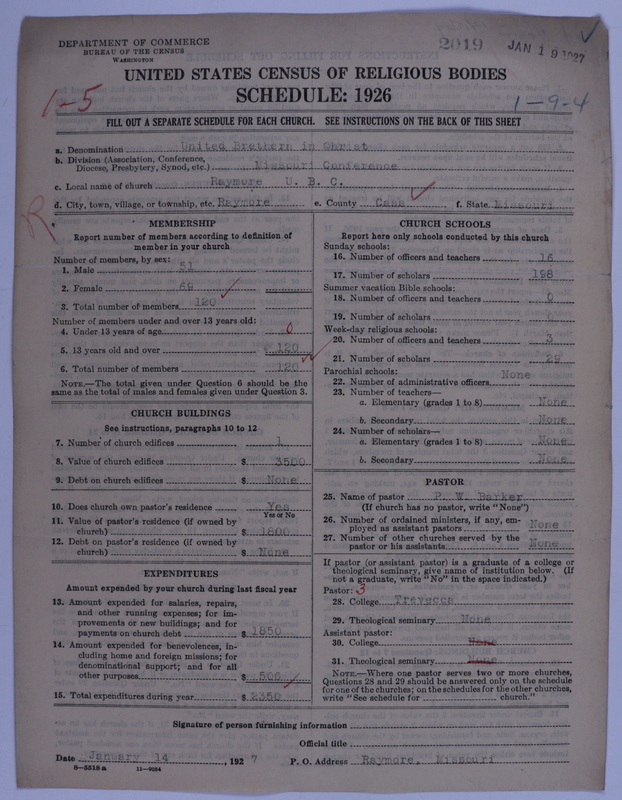 DEPARTMENT OF COMMERCE
BUREAU OF THE CENSUS
WASHINGTON
2019
JAN 19 1927
UNITED STATES CENSUS OF RELIGIOUS BODIES
SCHEDULE: 1926
1-5
1-9-4
FILL OUT A SEPARATE SCHEDULE FOR EACH CHURCH. SEE INSTRUCTIONS ON THE BACK OF THIS SHEET
a. Denomination United Brethern in Christ
b. Division (Association, Conference, Diocese, Presbytery, Synod, etc.) Missouri Conference
c. Local name of church Raymore U. B. C.
d. City, town, village, or township, etc. Raymore e. County Cass f. State Missouri
R
MEMBERSHIP
Report number of members according to definition of
member in your church
Number of members, by sex:
1. Male 51
2. Female 69
3. Total number of members 120
Number of members under and over 13 years old:
4. Under 13 years of age 0
5. 13 years old and over 120
6. Total number of members 120
NOTE.—The total given under Question 6 should be the
same as the total of males and females given under Question 3.
CHURCH BUILDINGS
See instructions, paragraphs 10 to 12
7. Number of church edifices 1
8. Value of church edifices $ 3500
9. Debt on church edifices $ None
10. Does church own pastor's residence Yes
Yes or No
11. Value of pastor's residence (if owned by
church) $ 1800
12. Debt on pastor's residence (if owned by
church) $ None
EXPENDITURES
Amount expended by your church during last fiscal year
13. Amount expended for salaries, repairs,
and other running expenses; for im-
provements or new buildings; and for
payments on church debt $ 1850
14. Amount expended for benevolences, in-
cluding home and foreign missions; for
denominational support; and for all
other purposes $ 500
15. Total expenditures during year $ 2350
CHURCH SCHOOLS
Report here only schools conducted by this church
Sunday schools:
16. Number of officers and teachers 16
17. Number of scholars 198
Summer vacation Bible schools:
18. Number of officers and teachers 0
19. Number of scholars 0
Week-day religious schools:
20. Number of officers and teachers 3
21. Number of scholars 29
Parochial schools:
22. Number of administrative officers None
23. Number of teachers—
a. Elementary (grades 1 to 8) None
b. Secondary None
24. Number of scholars—
a. Elementary (grades 1 to 8) None
b. Secondary None
PASTOR
25. Name of pastor P. W. Barker
(If church has no pastor, write "None")
26. Number of ordained ministers, if any, em-
ployed as assistant pastors None
27. Number of other churches served by the
pastor or his assistants None
If pastor (or assistant pastor) is a graduate of a college or
theological seminary, give name of institution below. (If
not a graduate, write "No" in the space indicated.)
Pastor: 3
28. College Trevecca
29. Theological seminary None
Assistant pastor:
30. College None
31. Theological seminary None
NOTE.—Where one pastor serves two or more churches,
Questions 28 and 29 should be answered only on the schedule
for one of the churches; on the schedules for the other churches,
write "See schedule for church."
Signature of person furnishing information
Official title
Date January 14, 1927 P. O. Address Raymore, Missouri
8—5518 a 11—9084